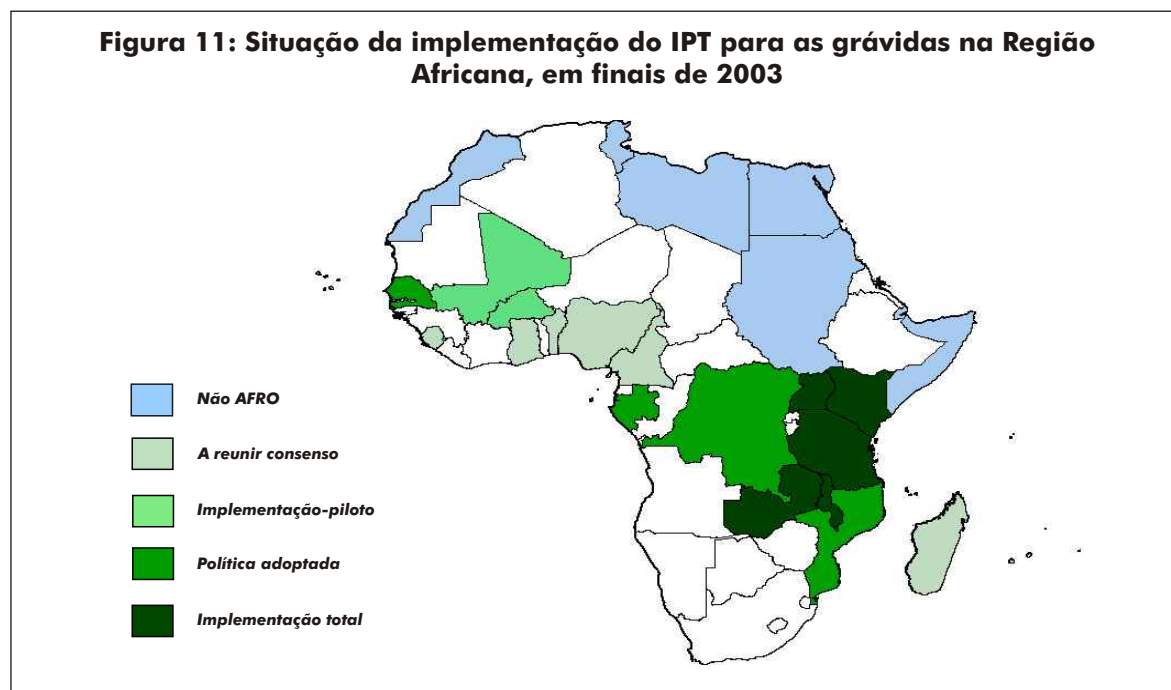 Figura 11: Situação da implementação do IPT para as grávidas na Região
Africana, em finais de 2003
Não AFRO
A reunir consenso
Implementação-piloto
Política adoptada
Implementação total